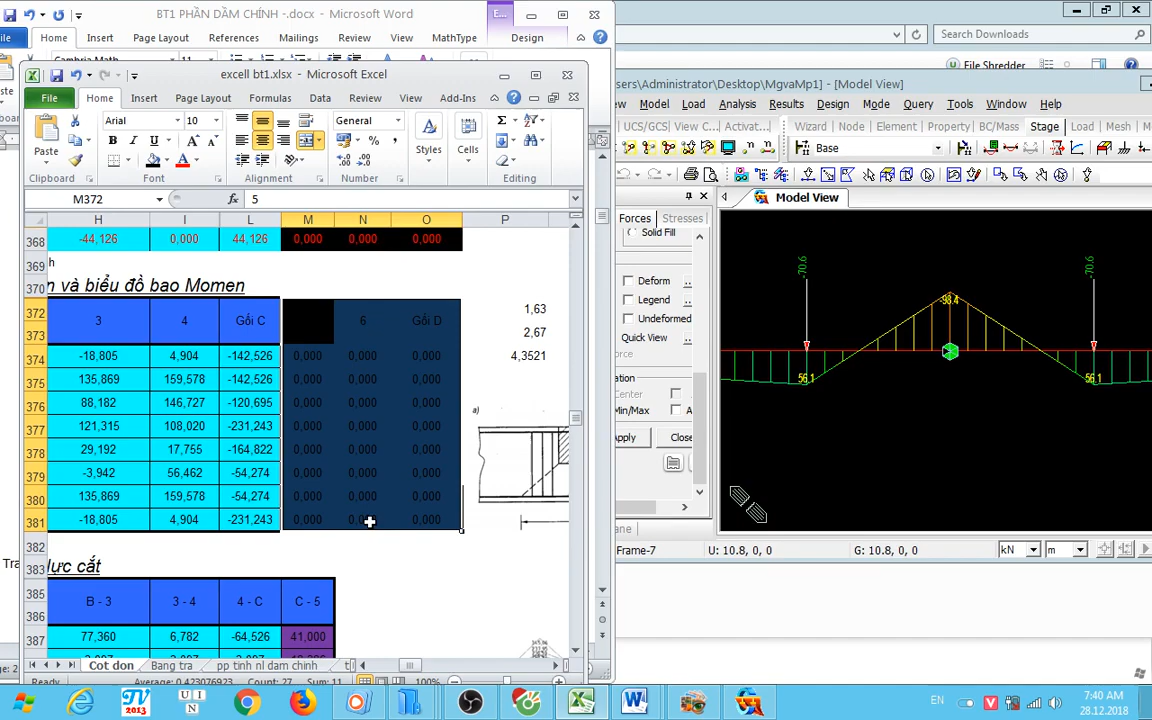 BT1 PHẦN DẦM CHÍNH -.docx - Microsoft Word
Home Insert Page Layout References Mailings Review View MathType Design
excell bt1.xlsx - Microsoft Excel
File Home Insert Page Layout Formulas Data Review View Add-Ins
Arial 10 General
Paste Styles Cells
Clipboard Font Alignment Number Editing
M372 fx 5
H I L M N O P
368 -44,126 0,000 44,126 0,000 0,000 0,000
369 h
370 n và biểu đồ bao Momen
372 3 4 Gối C 6 Gối D 1,63
373 2,67
374 -18,805 4,904 -142,526 0,000 0,000 0,000 4,3521
375 135,869 159,578 -142,526 0,000 0,000 0,000
376 88,182 146,727 -120,695 0,000 0,000 0,000
377 121,315 108,020 -231,243 0,000 0,000 0,000
378 29,192 17,755 -164,822 0,000 0,000 0,000
379 -3,942 56,462 -54,274 0,000 0,000 0,000
380 135,869 159,578 -54,274 0,000 0,000 0,000
381 -18,805 4,904 -231,243 0,000 0,000
a)
382
383 lực cắt
385 B - 3 3 - 4 4 - C C - 5
386
387 77,360 6,782 -64,526 41,000
Cot don Bang tra pp tinh nl dam chinh
Ready Average: 0,423076923 Count: 27 Sum: 11 100%
Search Downloads
File Shredder
sers\Administrator\Desktop\MgvaMp1] - [Model View]
Model Load Analysis Results Design Mode Query Tools Window Help
UCS/GCS View C... Activat... Wizard Node Element Property BC/Mass Stage Load Mesh
Base
Model View
Forces Stresses
Solid Fill
Deform
Legend
Undeformed
Quick View
Min/Max
Close
-70.6 -98.4 -70.6
56.1 56.1
Frame-7 U: 10.8, 0, 0 G: 10.8, 0, 0 kN m
TV 2013 U I N
EN 7:40 AM
28.12.2018